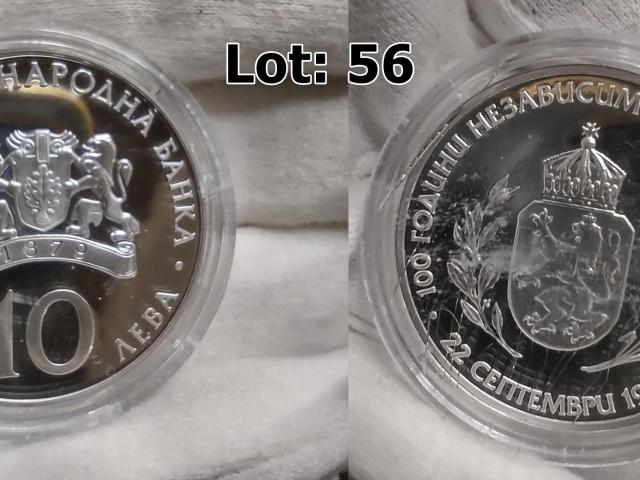 Lot: 56
НАРОДНА БАНКА •
1879
10
ЛЕВА
100 ГОДИНИ НЕЗАВИСИМ
• 22 СЕПТЕМВРИ 19